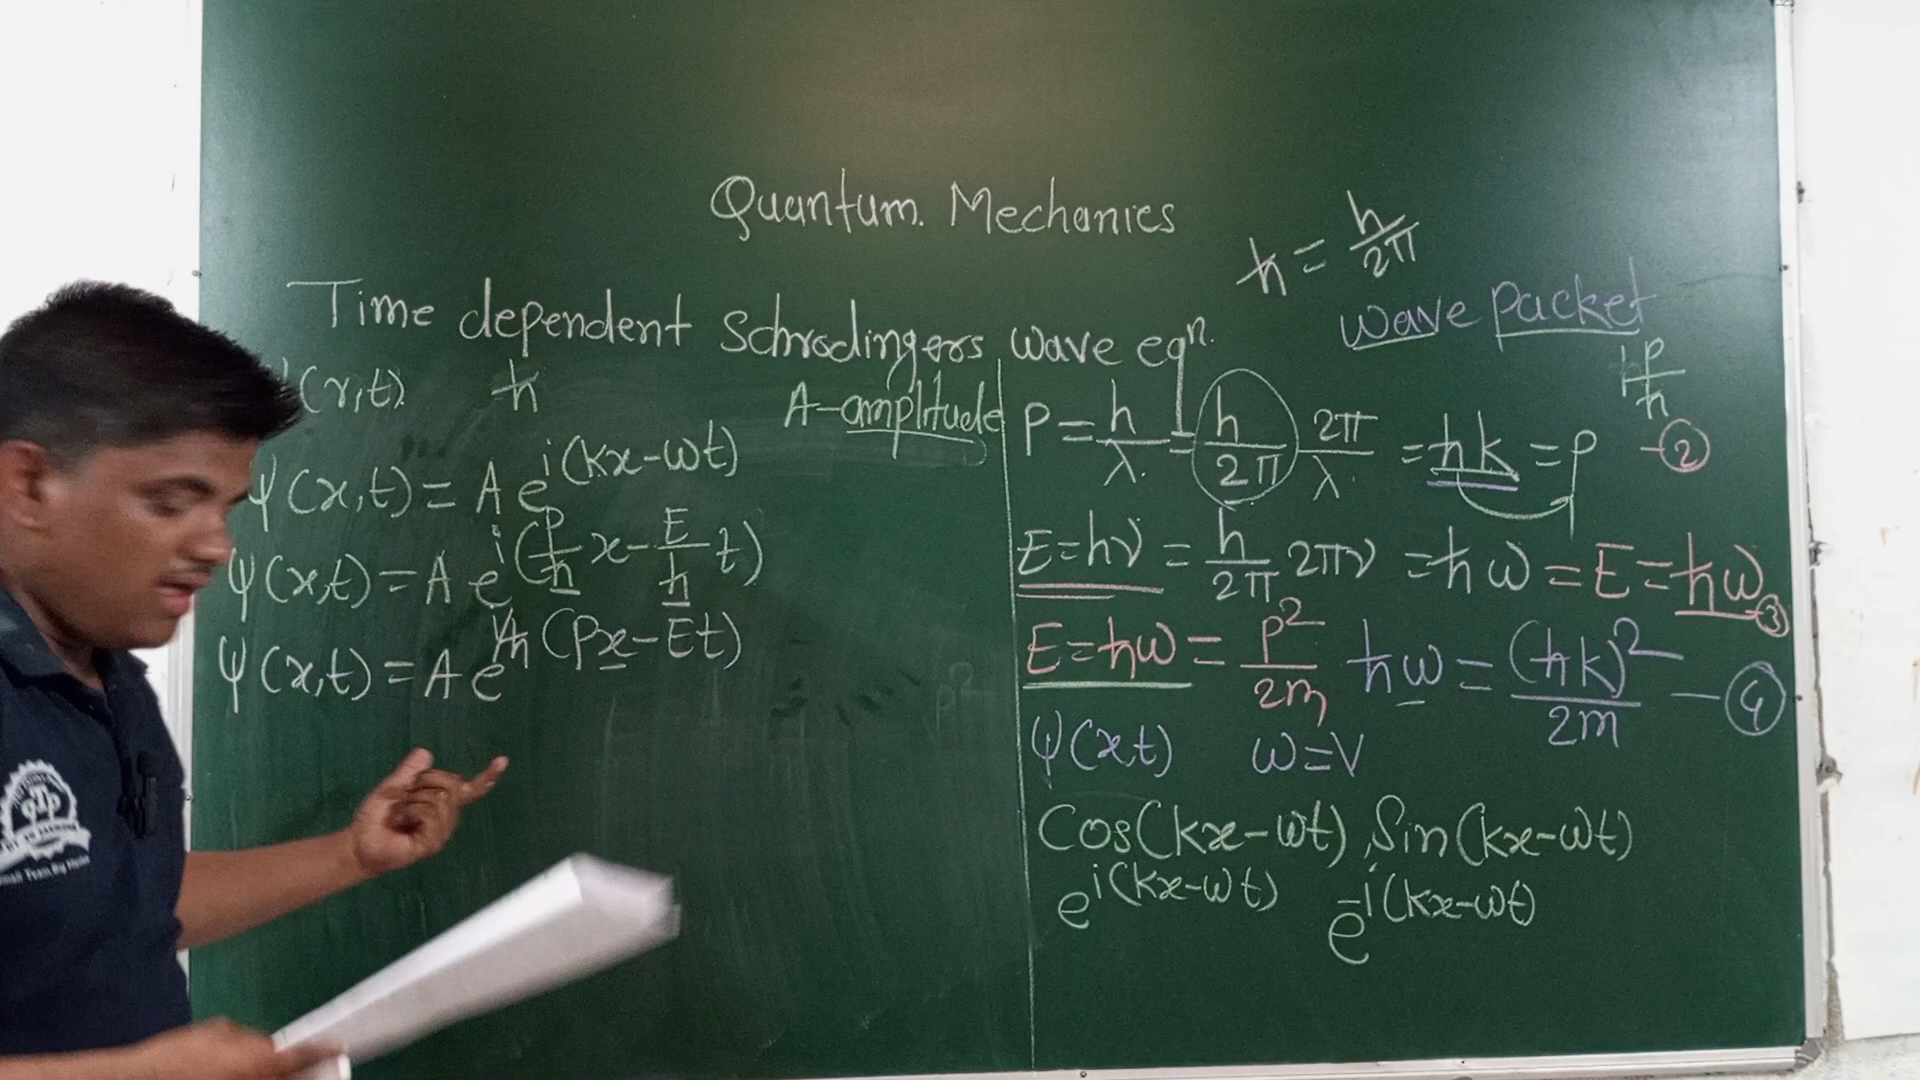 Quantum. Mechanics
ħ = h/2π
Time dependent Schrodingers wave eqn.
wave packet
(r,t) ħ
A-amplitude
ψ(x,t) = A e^i(kx-ωt)
ψ(x,t) = A e^i(p/ħ x - E/ħ t)
ψ(x,t) = A e^i/ħ (px-Et)
p/ħ
P = h/λ. = h/2π 2π/λ. = ħk = p -②
E=hν = h/2π 2πν = ħω = E = ħω ③
E=ħω = p²/2m ħω = (ħk)²/2m -④
ψ(x,t) ω=V
Cos(kx-ωt), Sin(kx-ωt)
e^i(kx-ωt) e^-i(kx-ωt)
gTp